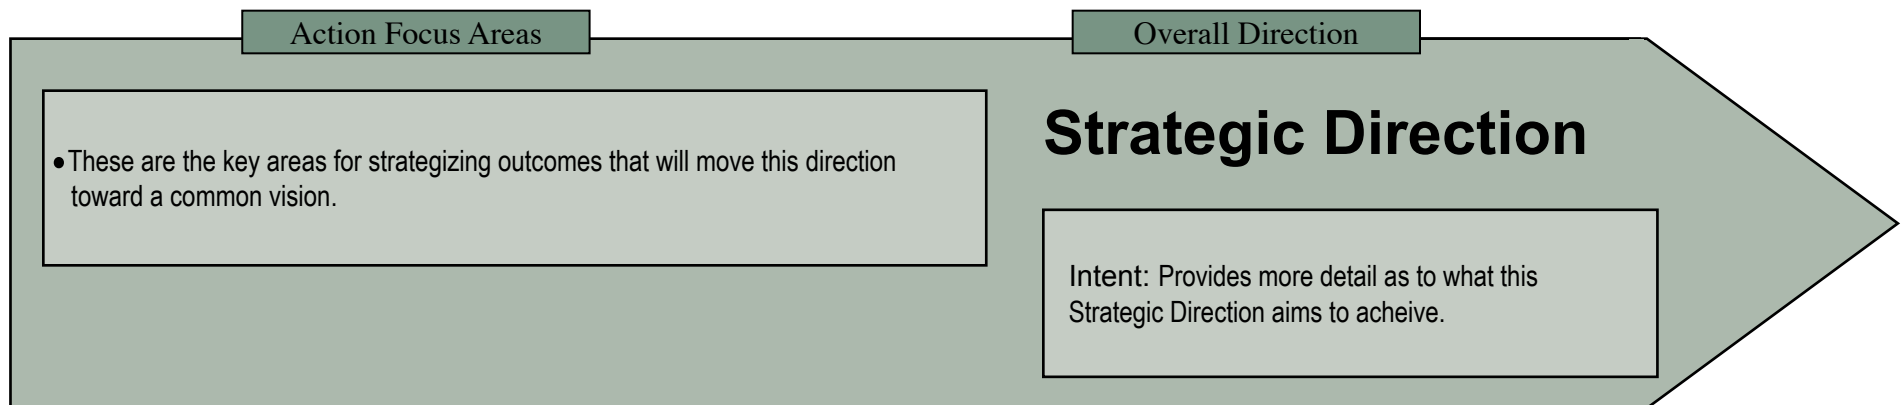 Action Focus Areas
Overall Direction
•These are the key areas for strategizing outcomes that will move this direction
toward a common vision.
Strategic Direction
Intent: Provides more detail as to what this
Strategic Direction aims to acheive.